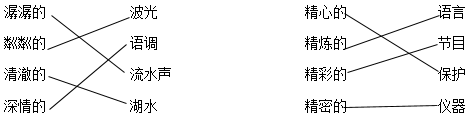 潺潺的 波光 精心的 语言
粼粼的 语调 精炼的 节目
清澈的 流水声 精彩的 保护
深情的 湖水 精密的 仪器